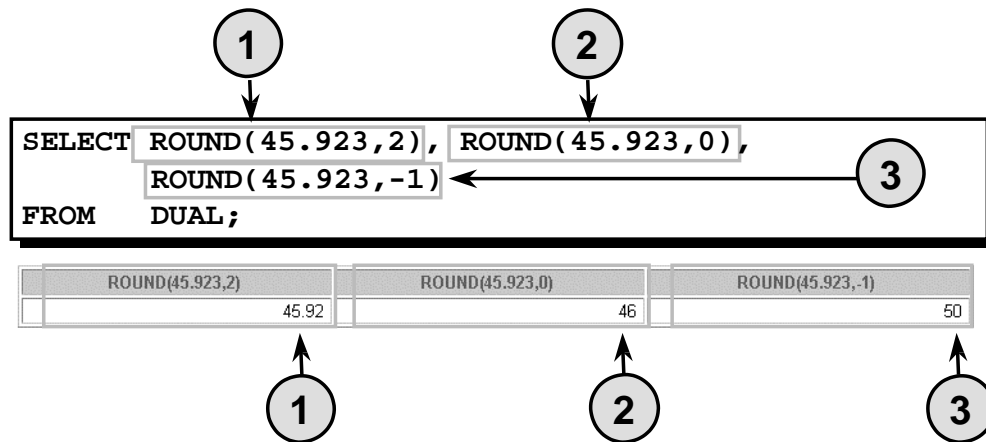 1 2
SELECT ROUND(45.923,2), ROUND(45.923,0),
ROUND(45.923,-1) 3
FROM DUAL;
ROUND(45.923,2) ROUND(45.923,0) ROUND(45.923,-1)
45.92 46 50
1 2 3